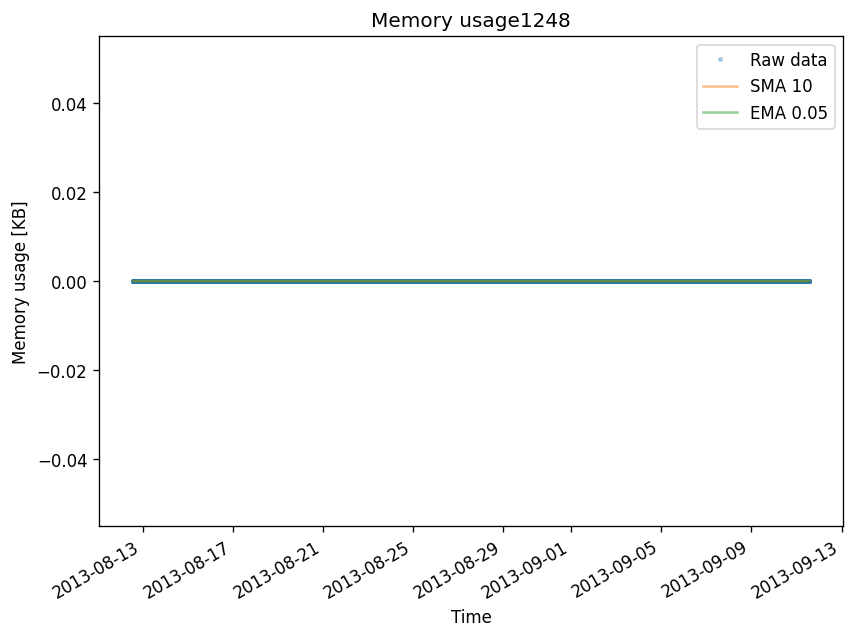 Memory usage1248
Raw data
SMA 10
EMA 0.05
Memory usage [KB]
0.04
0.02
0.00
−0.02
−0.04
2013-08-13
2013-08-17
2013-08-21
2013-08-25
2013-08-29
2013-09-01
2013-09-05
2013-09-09
2013-09-13
Time